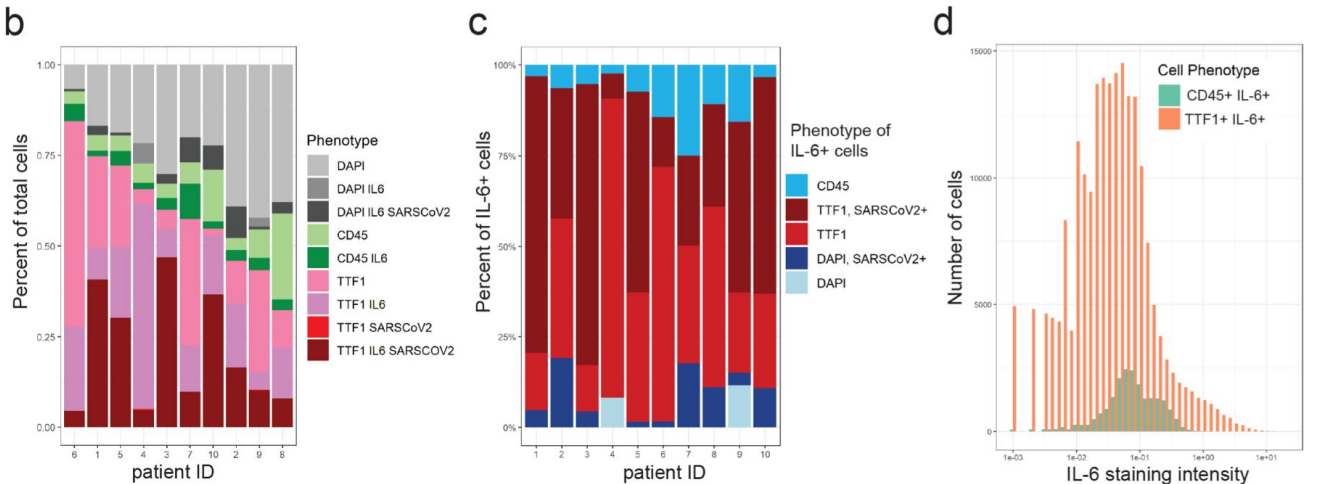 b
1.00
0.75
0.50
0.25
0.00
Percent of total cells
6 1 5 4 3 7 10 2 9 8
patient ID
Phenotype
DAPI
DAPI IL6
DAPI IL6 SARSCoV2
CD45
CD45 IL6
TTF1
TTF1 IL6
TTF1 SARSCoV2
TTF1 IL6 SARSCOV2
c
100%
75%
50%
25%
0%
Percent of IL-6+ cells
1 2 3 4 5 6 7 8 9 10
patient ID
Phenotype of
IL-6+ cells
CD45
TTF1, SARSCOV2+
TTF1
DAPI, SARSCOV2+
DAPI
d
15000
10000
5000
0
Number of cells
Cell Phenotype
CD45+ IL-6+
TTF1+ IL-6+
1e-03 1e-02 1e-01 1e+00 1e+01
IL-6 staining intensity